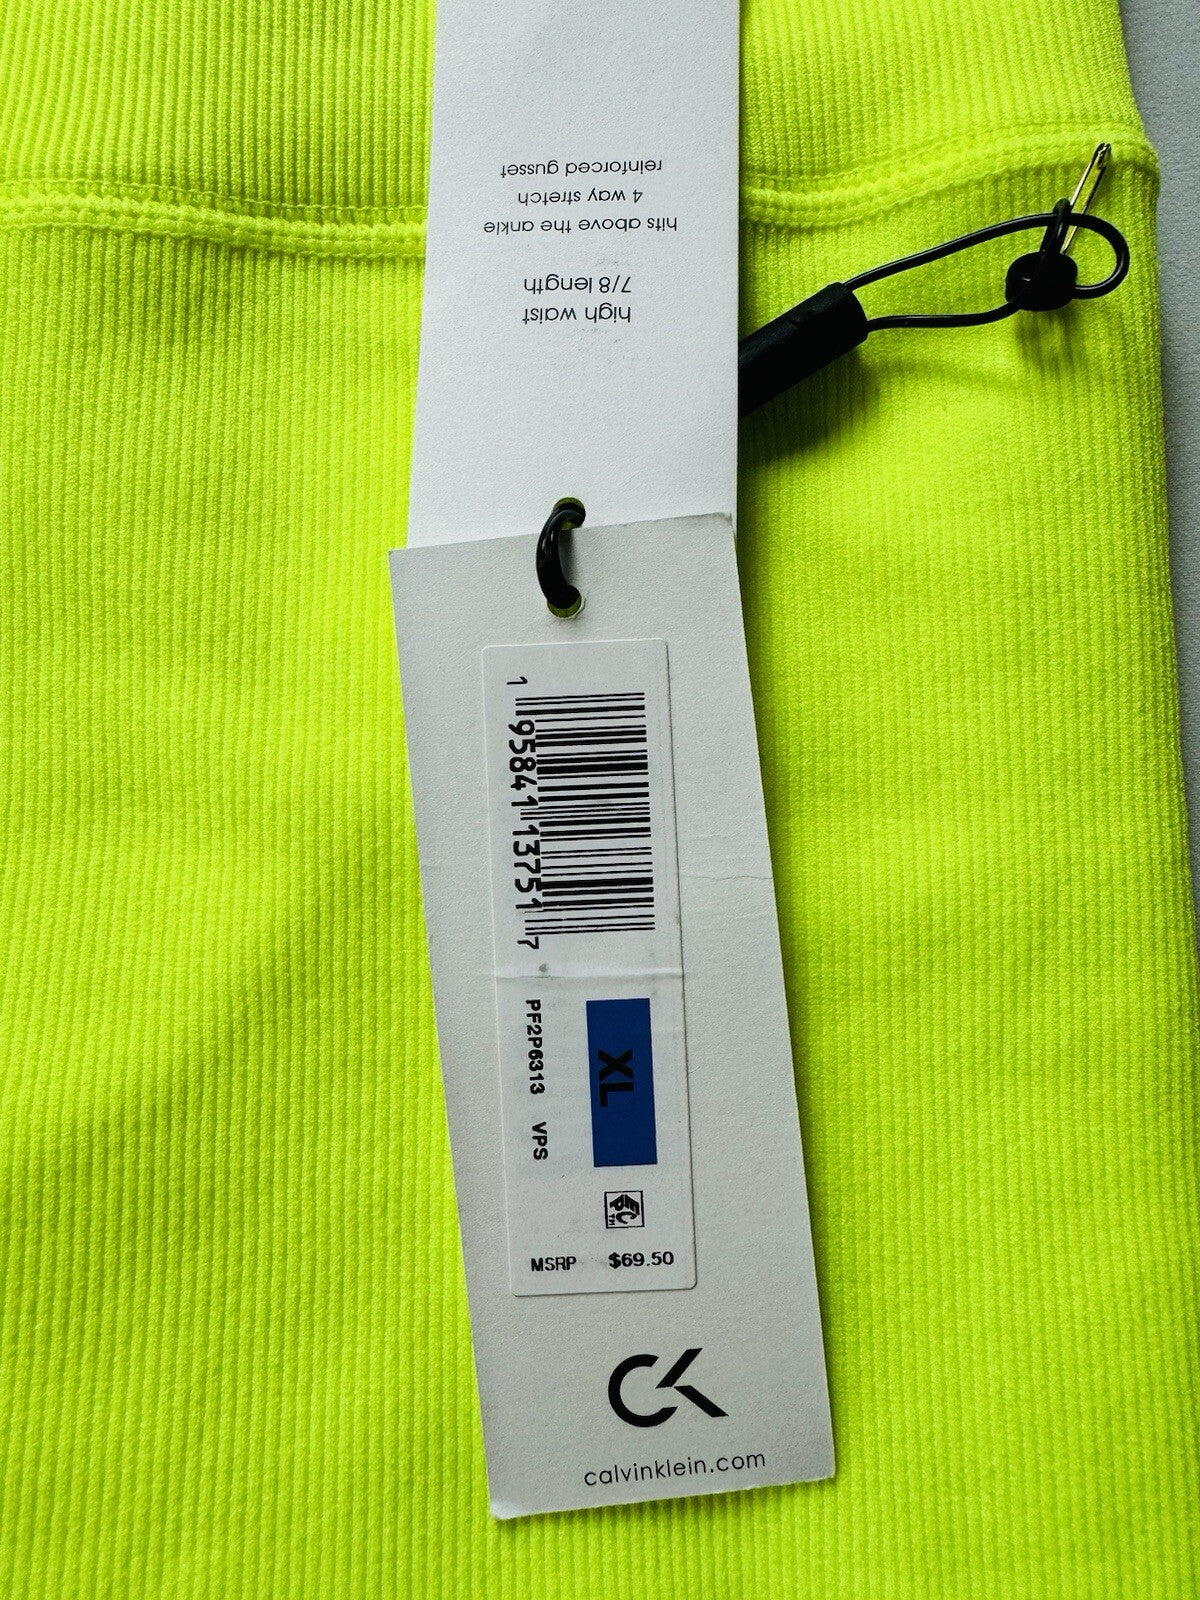 high waist
7/8 length
hits above the ankle
4 way stretch
reinforced gusset
1 95841 13751 7
PF2P6313 VPS
XL
MSRP $69.50
CK
calvinklein.com